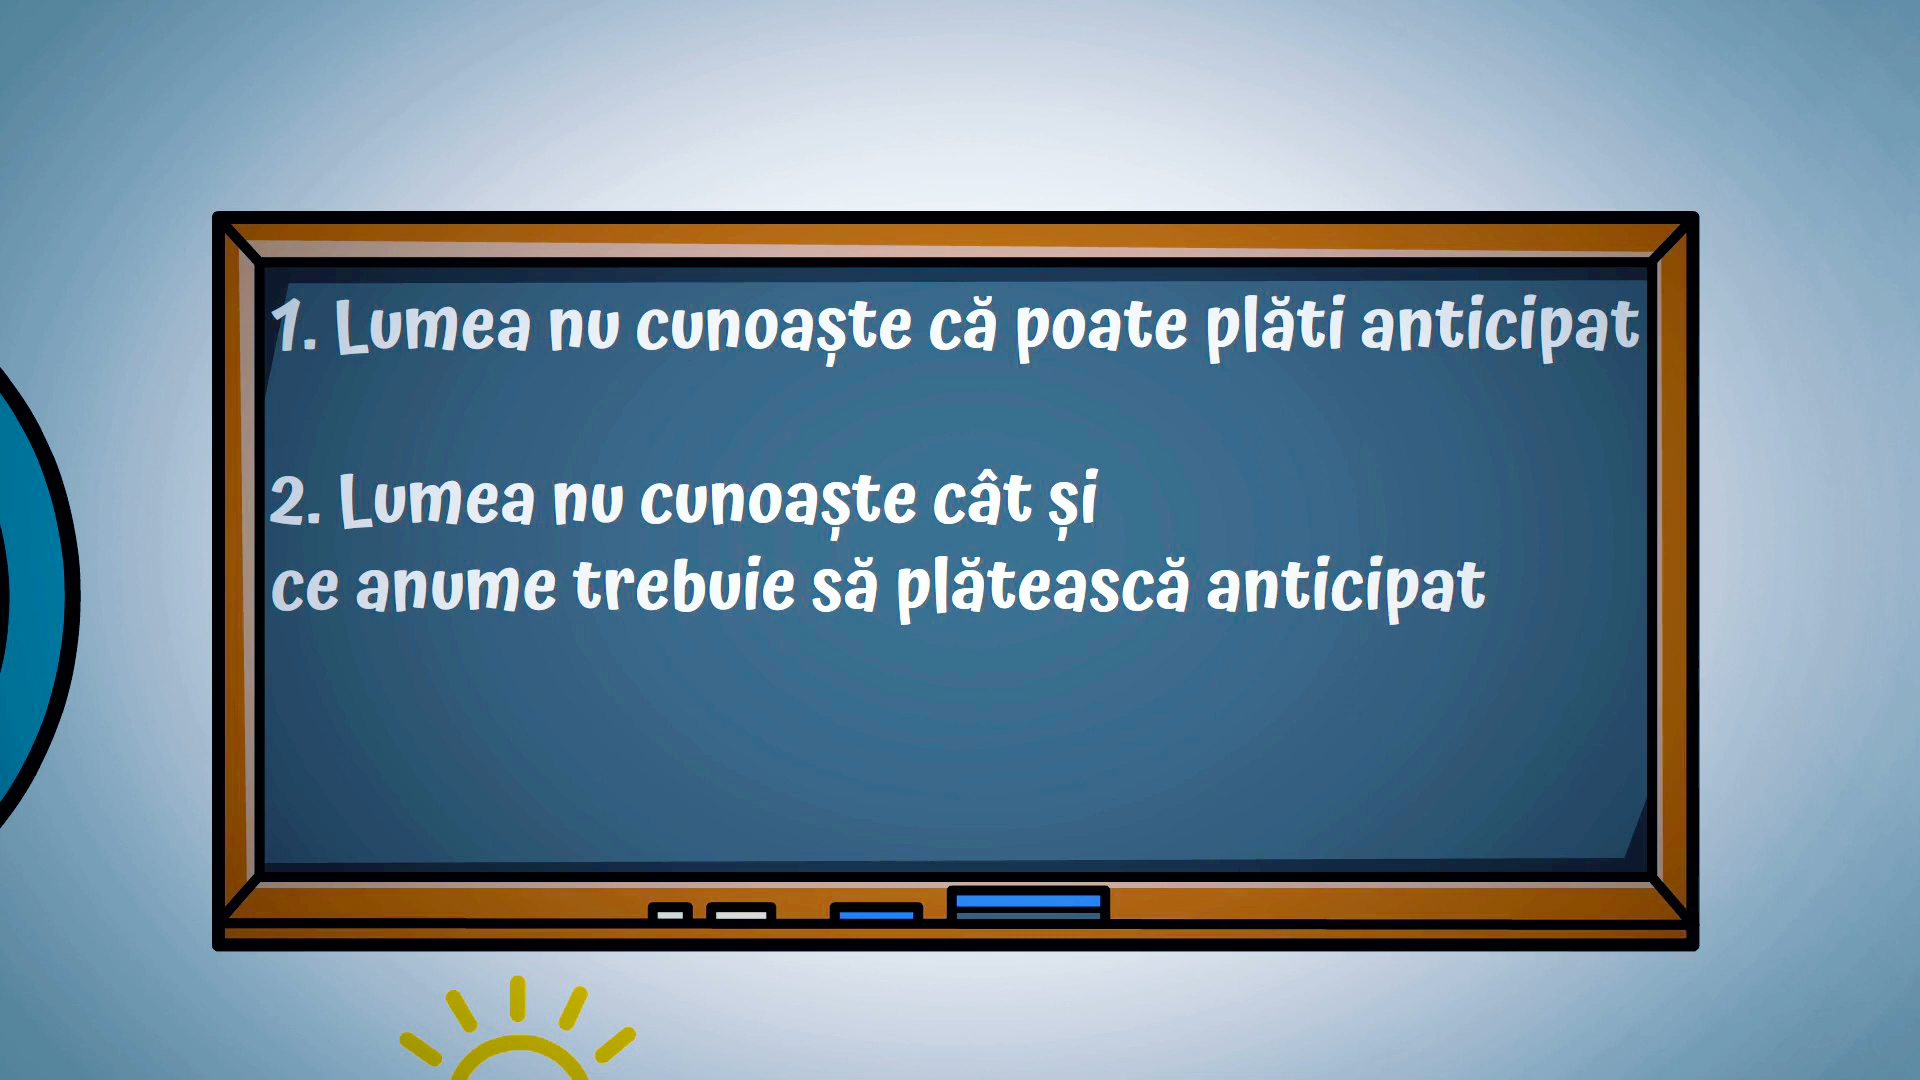 1. Lumea nu cunoaște că poate plăti anticipat
2. Lumea nu cunoaște cât și
ce anume trebuie să plătească anticipat